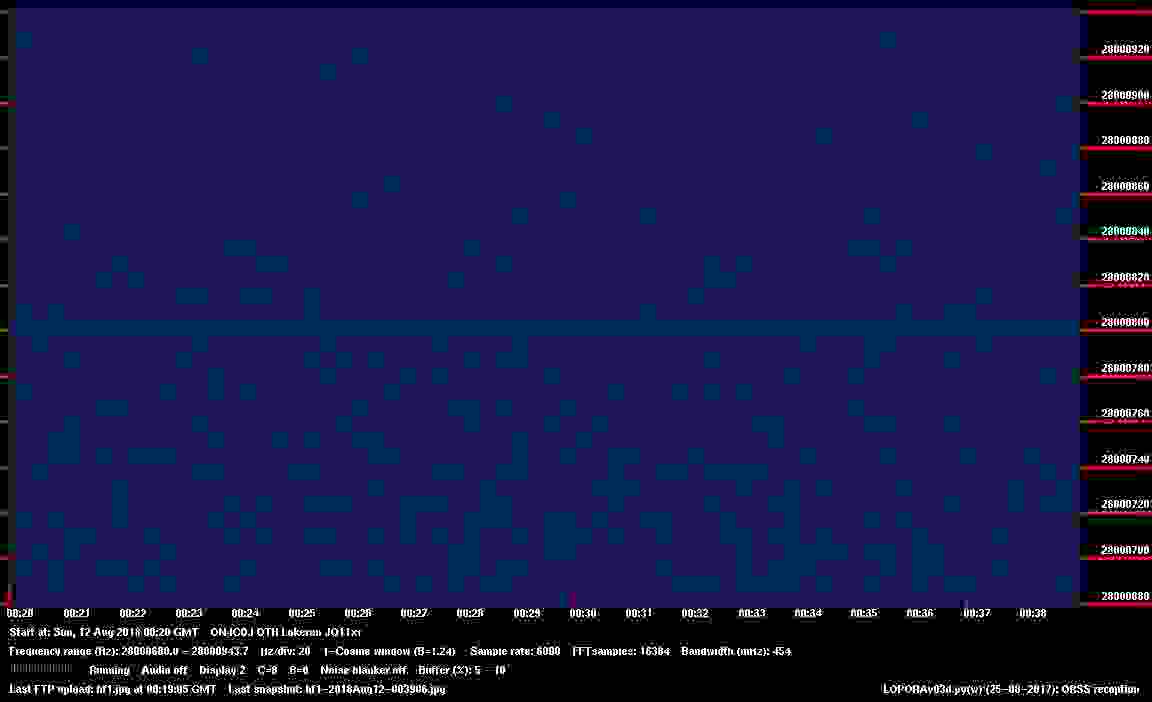 28000920
28000900
28000880
28000860
28000840
28000820
28000800
28000780
28000760
28000740
28000720
28000700
28000680
00:20 00:21 00:22 00:23 00:24 00:25 00:26 00:27 00:28 00:29 00:30 00:31 00:32 00:33 00:34 00:35 00:36 00:37 00:38
Start at: Sun, 12 Aug 2018 00:20 GMT QTH Lokeren JO11xr
Frequency range (Hz): 28000680.0 - 28000943.7 Hz/div: 20 1-Cosine window (B=1.24) Sample rate: 6000 FFTsamples: 16384 Bandwidth (mHz): 454
Running Audio off Display 2 C=8 B=0 Noise blanker off Buffer (%): 5 - 10
Last FTP upload: hf1.jpg at 00:19:05 GMT Last snapshot: hf1-2018Aug12-003906.jpg
LOPORAv03d.py(w) (25-08-2017): QRSS reception